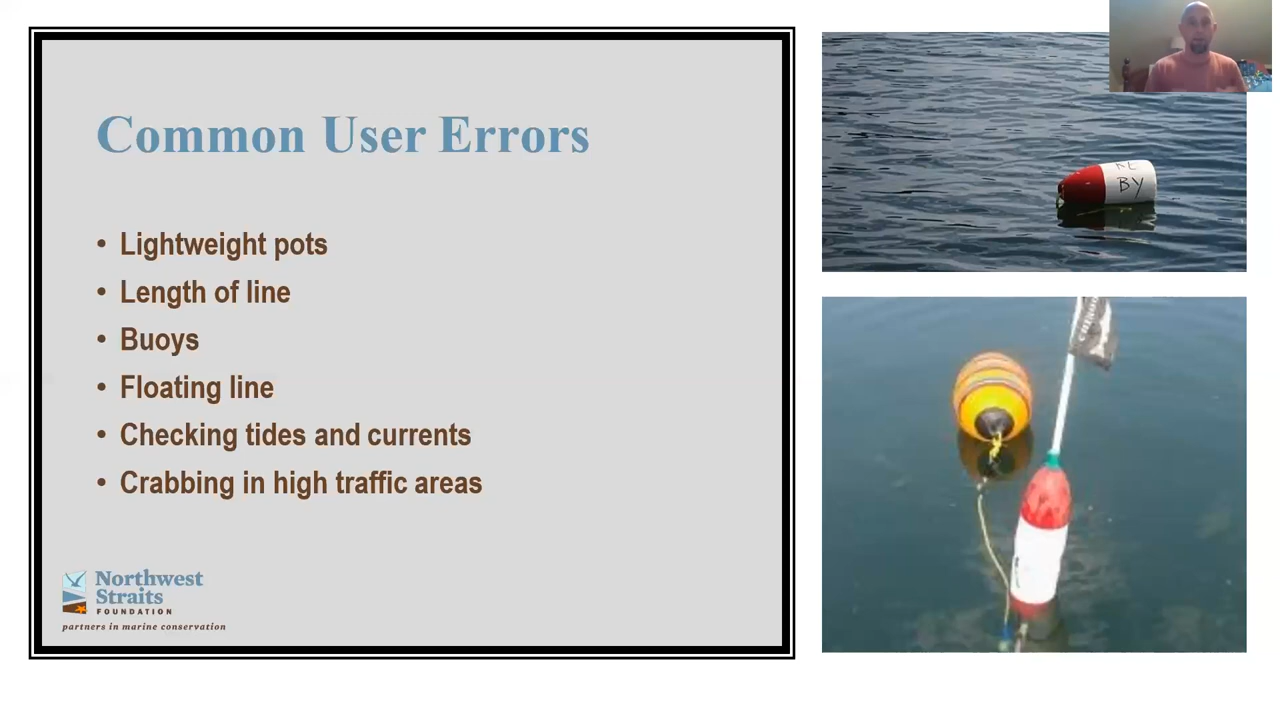 Common User Errors
• Lightweight pots
• Length of line
• Buoys
• Floating line
• Checking tides and currents
• Crabbing in high traffic areas
Northwest
Straits
FOUNDATION
partners in marine conservation
BY